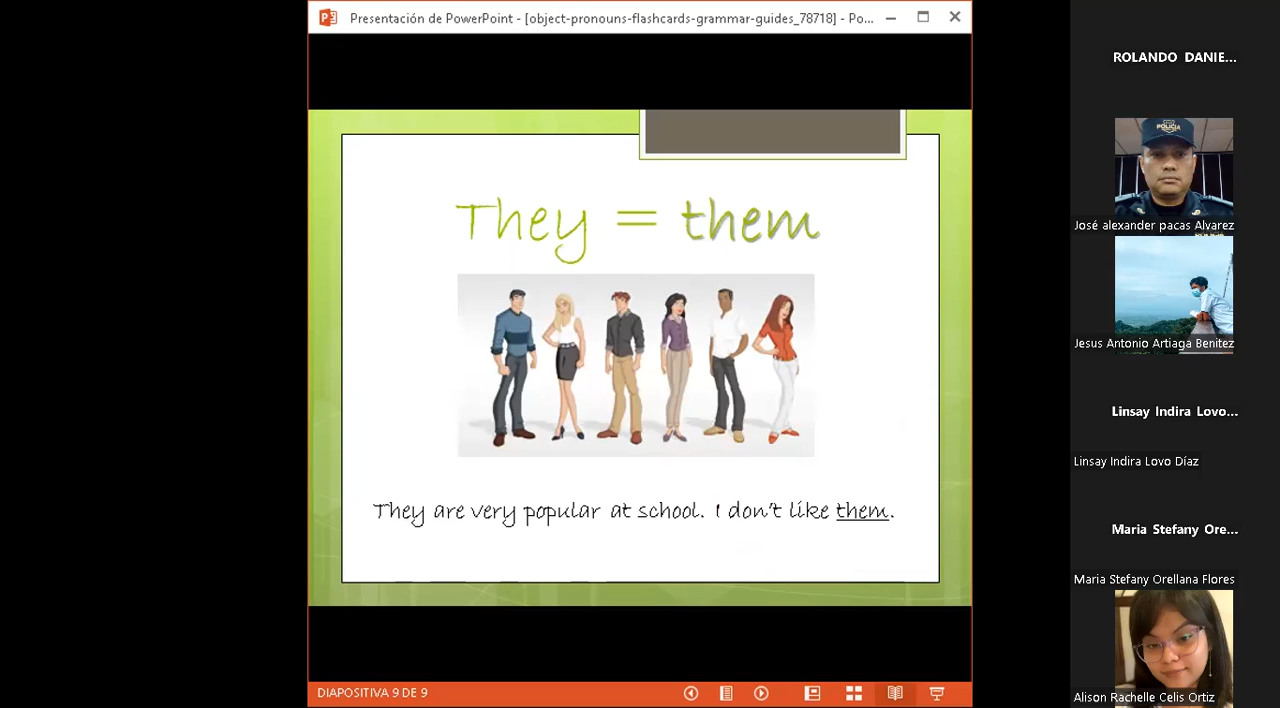 Presentación de PowerPoint - [object-pronouns-flashcards-grammar-guides_78718] - Po...
They = them
They are very popular at school. I don't like them.
DIAPOSITIVA 9 DE 9
ROLANDO DANIE...
POLICIA
José alexander pacas Alvarez
Jesus Antonio Artiaga Benitez
Linsay Indira Lovo...
Linsay Indira Lovo Díaz
Maria Stefany Ore...
Maria Stefany Orellana Flores
Alison Rachelle Celis Ortiz